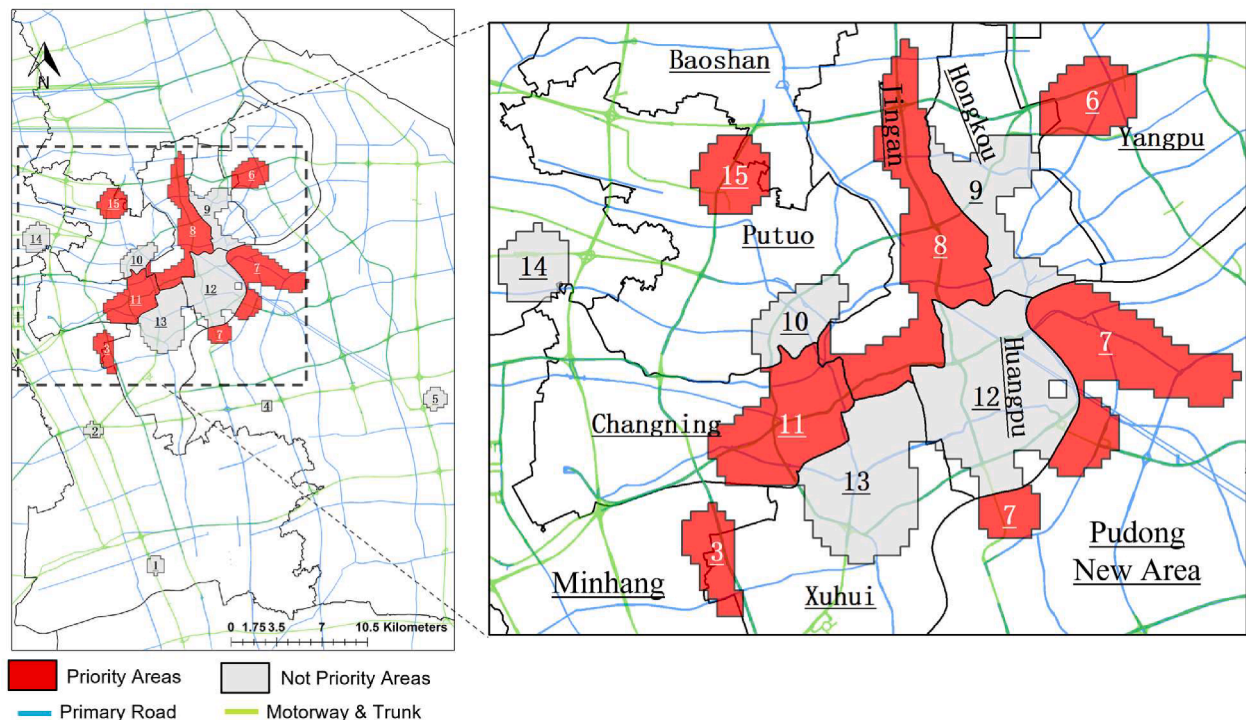 N
15
6
9
14
8
10
7
11
12
13
7
3
4
5
2
1
0 1.75 3.5 7 10.5 Kilometers
Baoshan
Jingan
Hongkou
6
Yangpu
15
9
Putuo
8
14
10
7
Huangpu
12
Changning
11
13
7
3
Pudong
New Area
Minhang
Xuhui
Priority Areas
Not Priority Areas
Primary Road
Motorway & Trunk